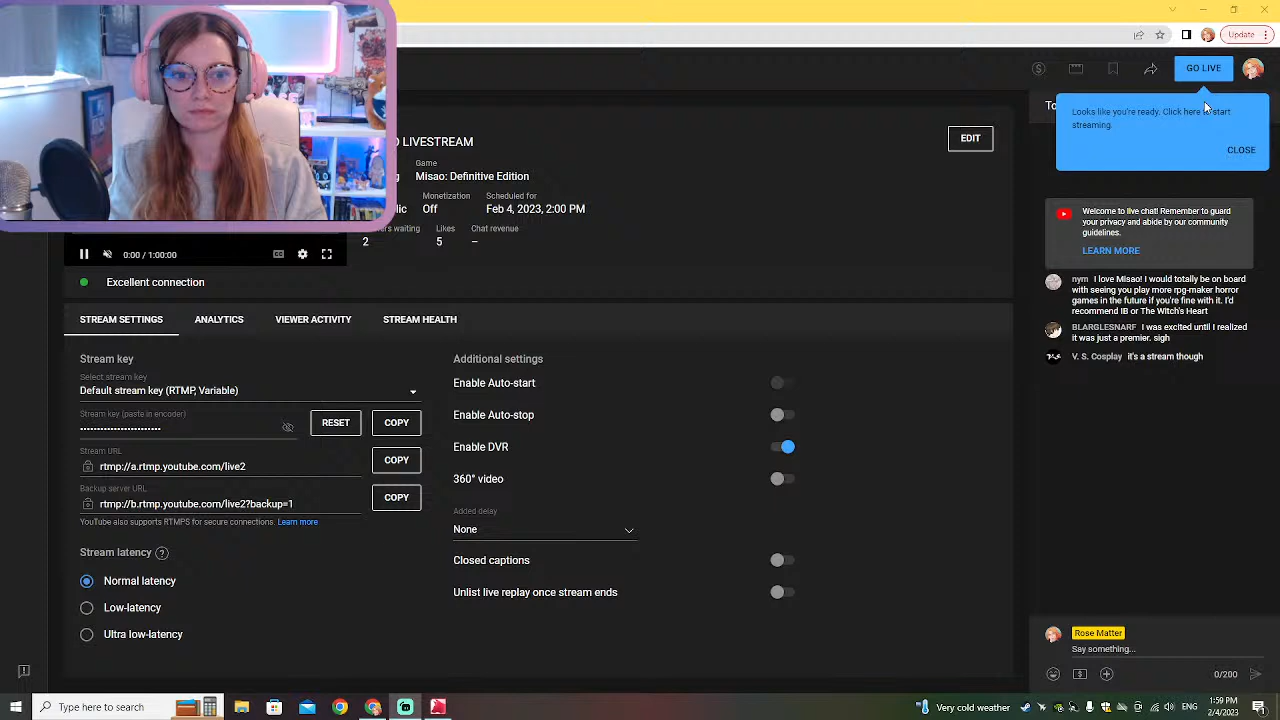 Update
GO LIVE
To
Looks like you're ready. Click here to start
streaming.
CLOSE
O LIVESTREAM
EDIT
Game
Misao: Definitive Edition
Monetization
Scheduled for
lic
Off
Feb 4, 2023, 2:00 PM
ers waiting
Likes
Chat revenue
2
5
–
0:00 / 1:00:00
CC
Excellent connection
STREAM SETTINGS
ANALYTICS
VIEWER ACTIVITY
STREAM HEALTH
Stream key
Select stream key
Default stream key (RTMP, Variable)
Stream key (paste in encoder)
RESET
COPY
Stream URL
rtmp://a.rtmp.youtube.com/live2
COPY
Backup server URL
rtmp://b.rtmp.youtube.com/live2?backup=1
COPY
YouTube also supports RTMPS for secure connections. Learn more
Stream latency
?
Normal latency
Low-latency
Ultra low-latency
Additional settings
Enable Auto-start
Enable Auto-stop
Enable DVR
360° video
Added delay
None
Closed captions
Unlist live replay once stream ends
Welcome to live chat! Remember to guard
your privacy and abide by our community
guidelines.
LEARN MORE
nym I love Misao! I would totally be on board
with seeing you play more rpg-maker horror
games in the future if you're fine with it. I'd
recommend IB or The Witch's Heart
BLARGLESNARF I was excited until I realized
it was just a premier. sigh
V. S. Cosplay it's a stream though
Rose Matter
Say something...
0/200
Type here to search
Very cold weather
ENG
1:59 PM
2/4/2023